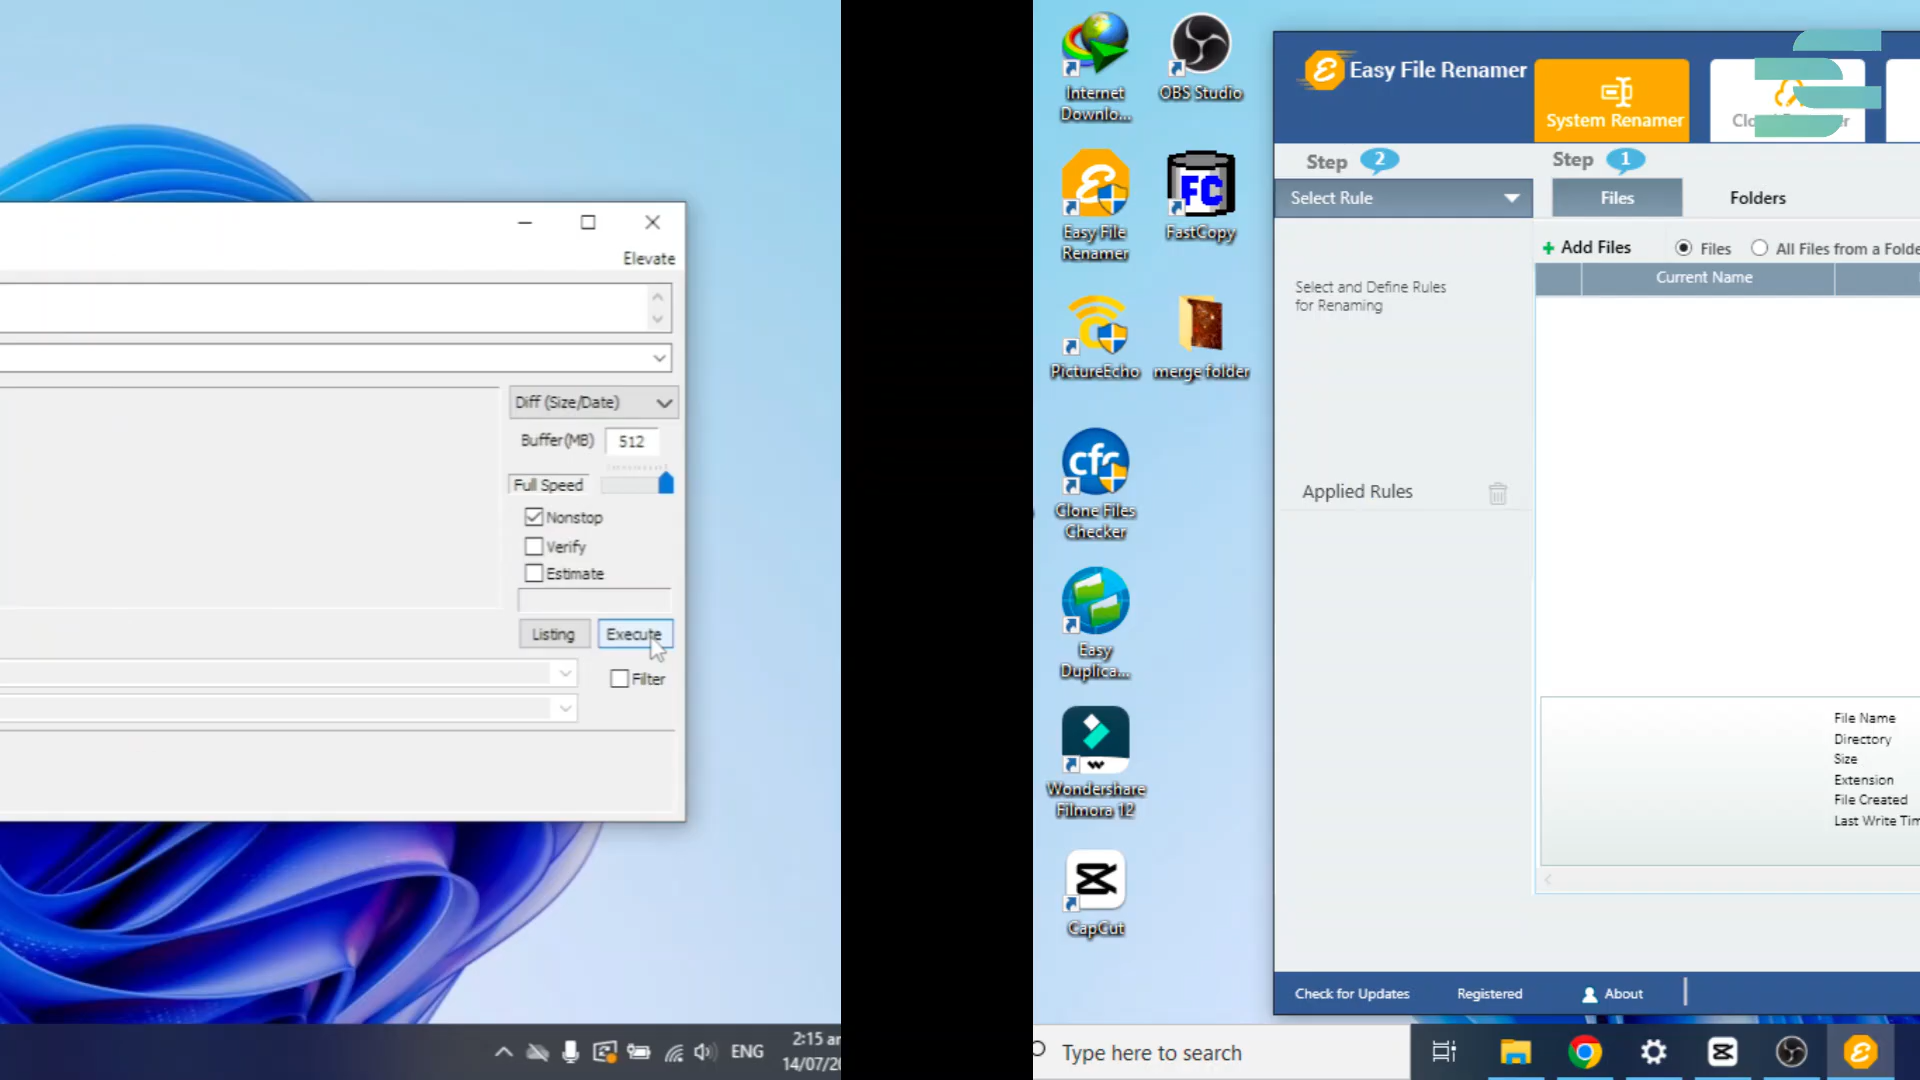 Elevate
Diff (Size/Date)
Buffer(MB) 512
Full Speed
Nonstop
Verify
Estimate
Listing
Execute
Filter
ENG
2:15
Internet
Downlo...
OBS Studio
FC
Easy File
Renamer
FastCopy
PictureEcho
merge folder
cfc
Clone Files
Checker
Easy
Duplica...
Wondershare
Filmora 12
CapCut
Easy File Renamer
System Renamer
Step 2
Select Rule
Select and Define Rules
for Renaming
Applied Rules
Step 1
Files
Folders
Add Files
Files
All Files from a Folde
Current Name
File Name
Directory
Size
Extension
File Created
Last Write Tim
Check for Updates
Registered
About
Type here to search